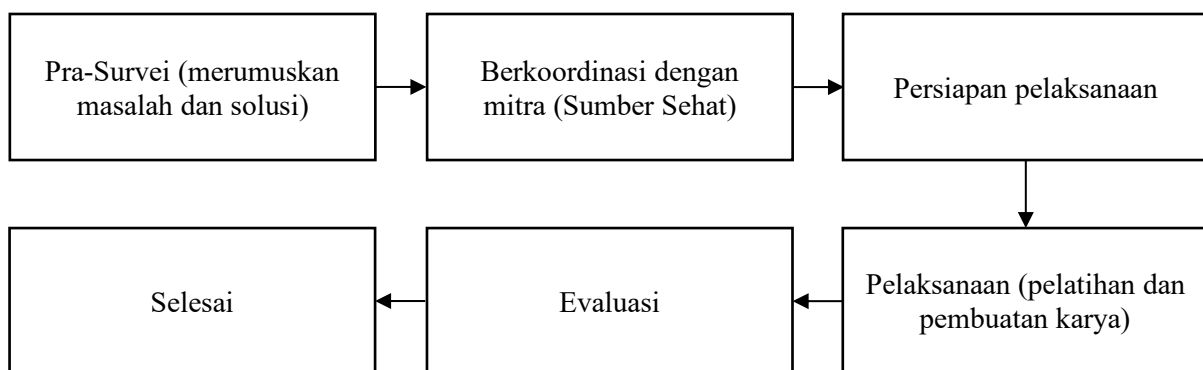 Pra-Survei (merumuskan
masalah dan solusi)
Berkoordinasi dengan
mitra (Sumber Sehat)
Persiapan pelaksanaan
Pelaksanaan (pelatihan dan
pembuatan karya)
Evaluasi
Selesai